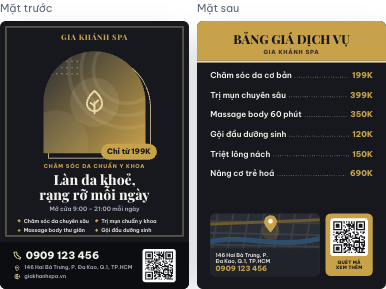 Mặt trước
GIA KHÁNH SPA
Chỉ từ 199K
CHĂM SÓC DA CHUẨN Y KHOA
Làn da khoẻ,
rạng rỡ mỗi ngày
Mở cửa 9:00 – 21:00 mỗi ngày
Chăm sóc da chuyên sâu
Trị mụn chuẩn y khoa
Massage body thư giãn
Gội đầu dưỡng sinh
0909 123 456
146 Hai Bà Trưng, P. Đa Kao, Q.1, TP.HCM
giakhanhspa.vn
Mặt sau
BẢNG GIÁ DỊCH VỤ
GIA KHÁNH SPA
Chăm sóc da cơ bản 199K
Trị mụn chuyên sâu 399K
Massage body 60 phút 350K
Gội đầu dưỡng sinh 120K
Triệt lông nách 150K
Nâng cơ trẻ hoá 690K
146 Hai Bà Trưng, P.
Đa Kao, Q.1, TP.HCM
0909 123 456
QUÉT MÃ
XEM THÊM